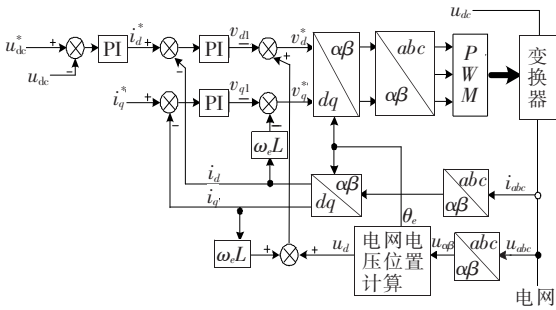 u_dc
u*_dc + PI i*_d + PI v_d1 − v*_d αβ abc P W M 变换器
u_dc − − +
dq αβ
i*_q + PI v_q1 − v*_q
− −
ω_eL
i_d αβ abc i_abc
i_q' dq αβ
θ_e
ω_eL + + u_d 电网电压位置计算 u_αβ abc u_abc
αβ
电网